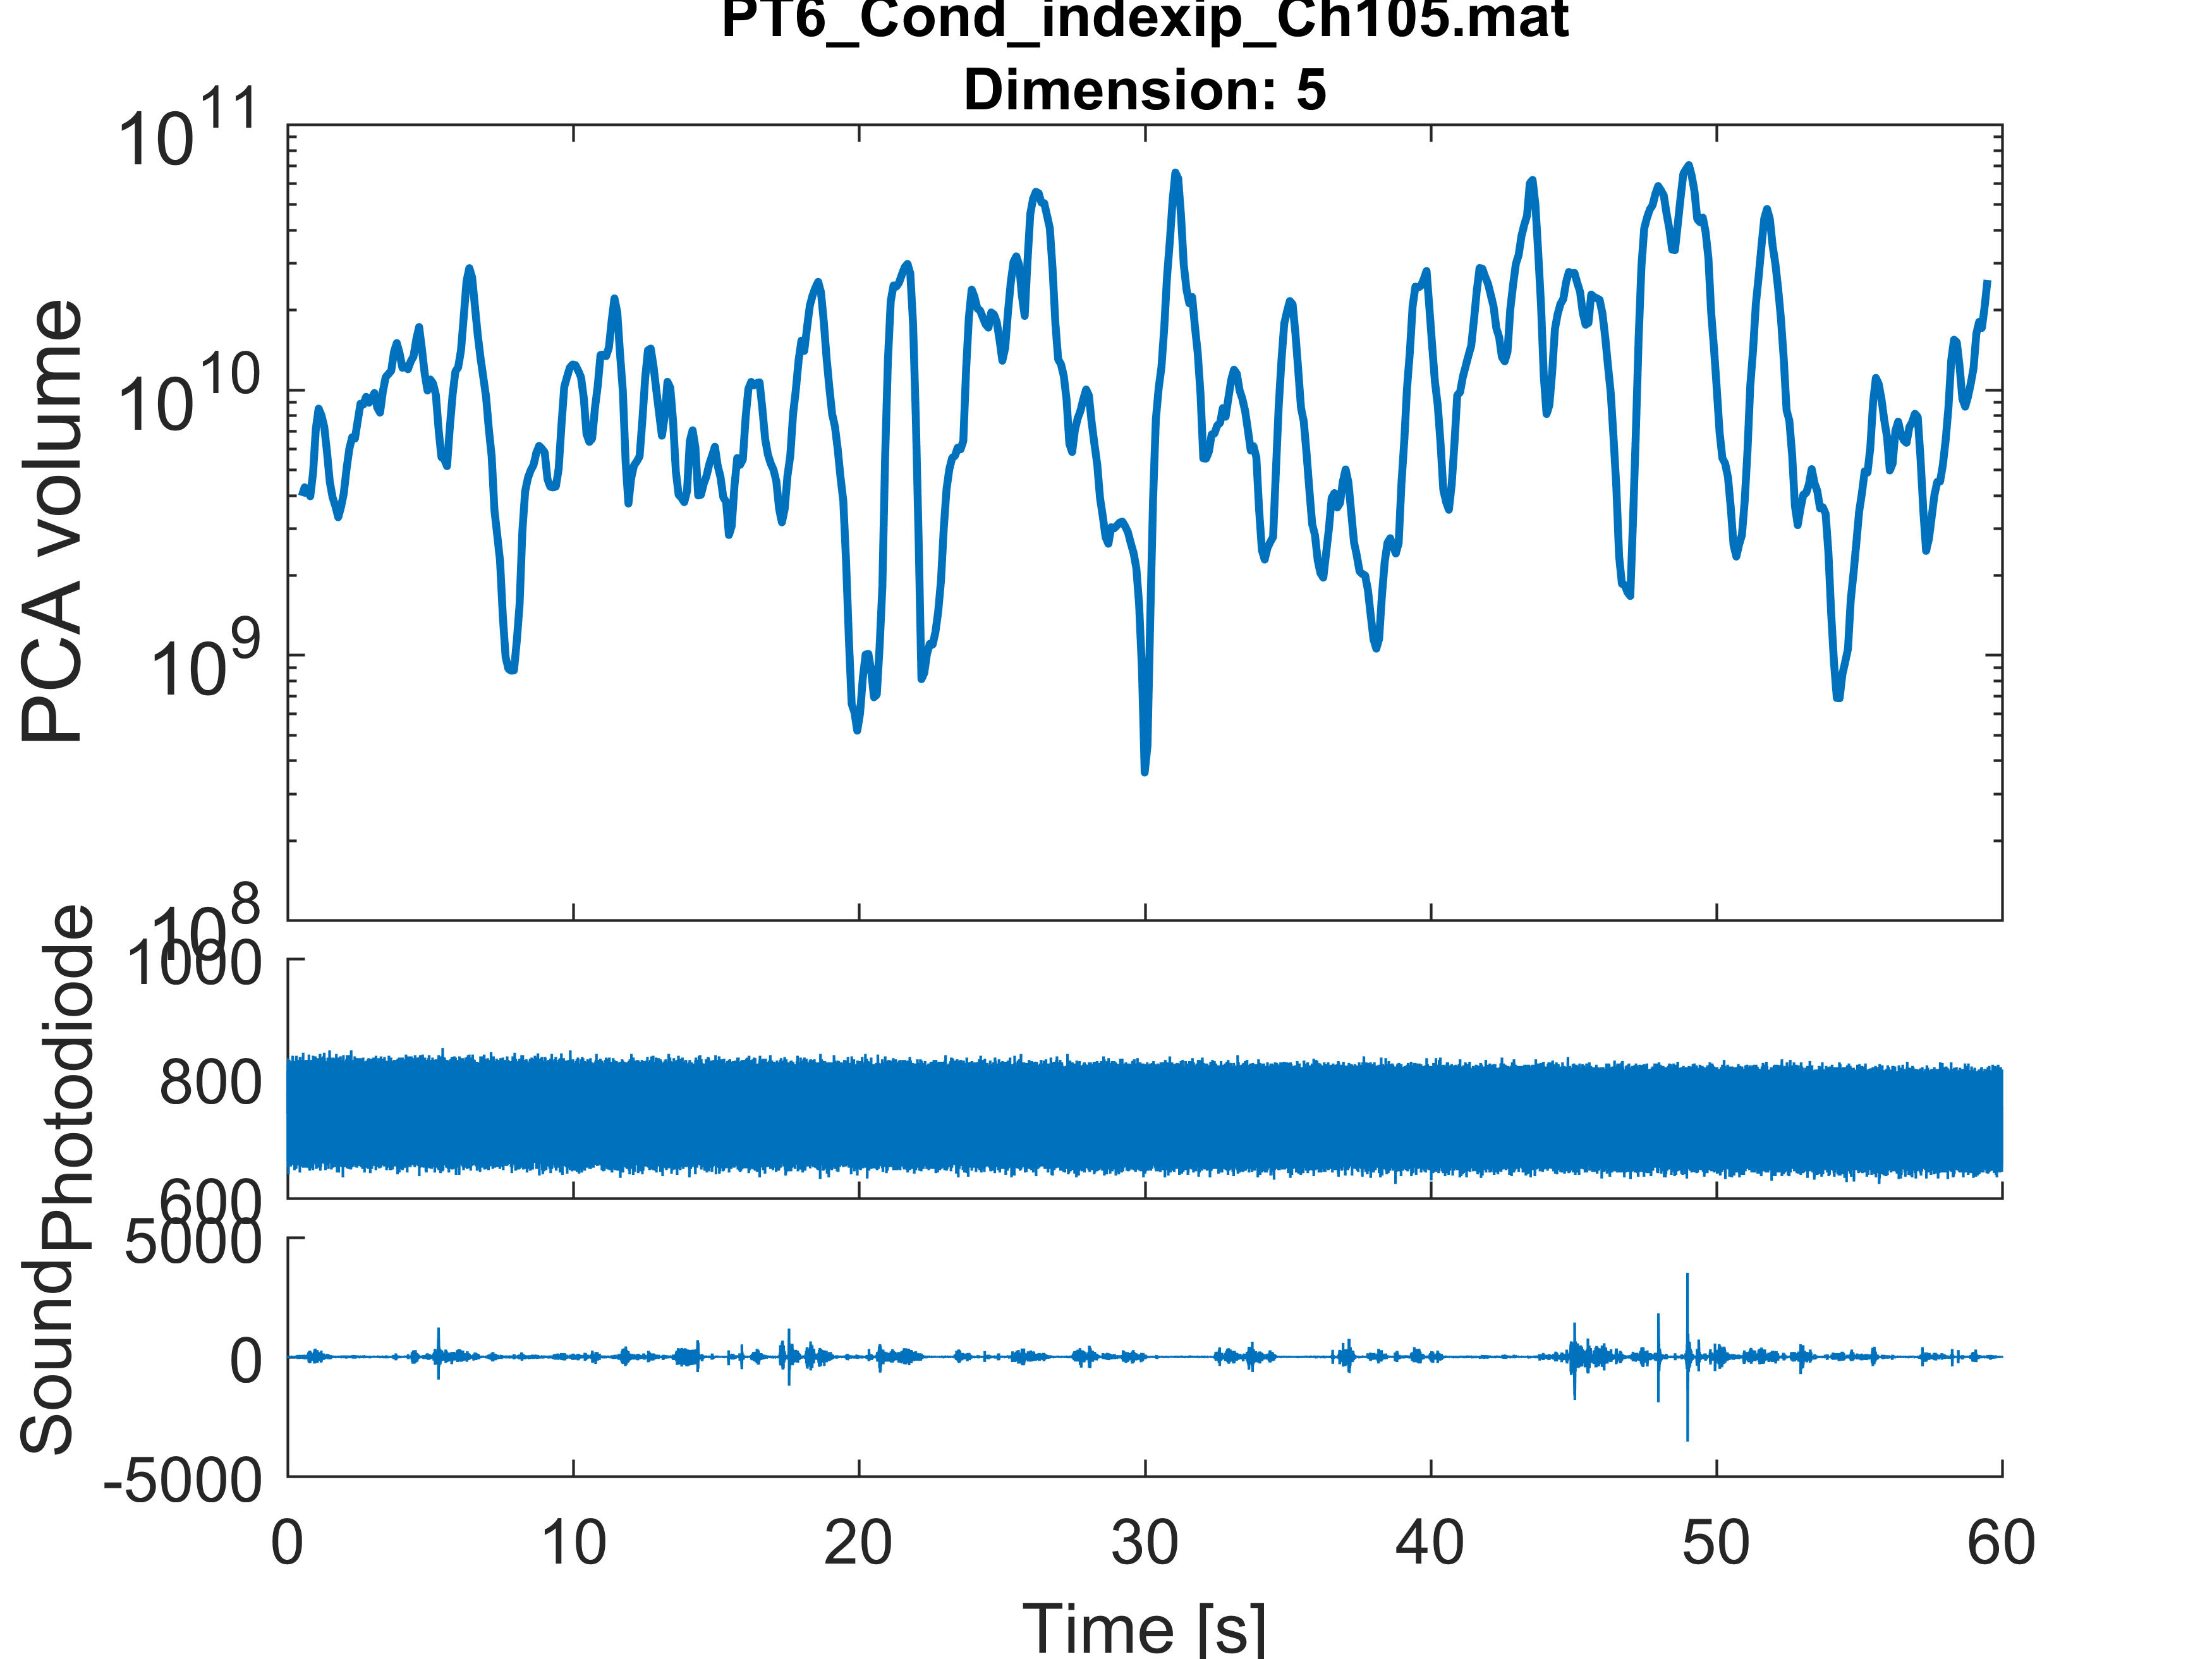 PT6_Cond_indexip_Ch105.mat
Dimension: 5
10^11
10^10
10^9
10^8
PCA volume
1000
800
600
Photodiode
5000
0
-5000
Sound
0 10 20 30 40 50 60
Time [s]